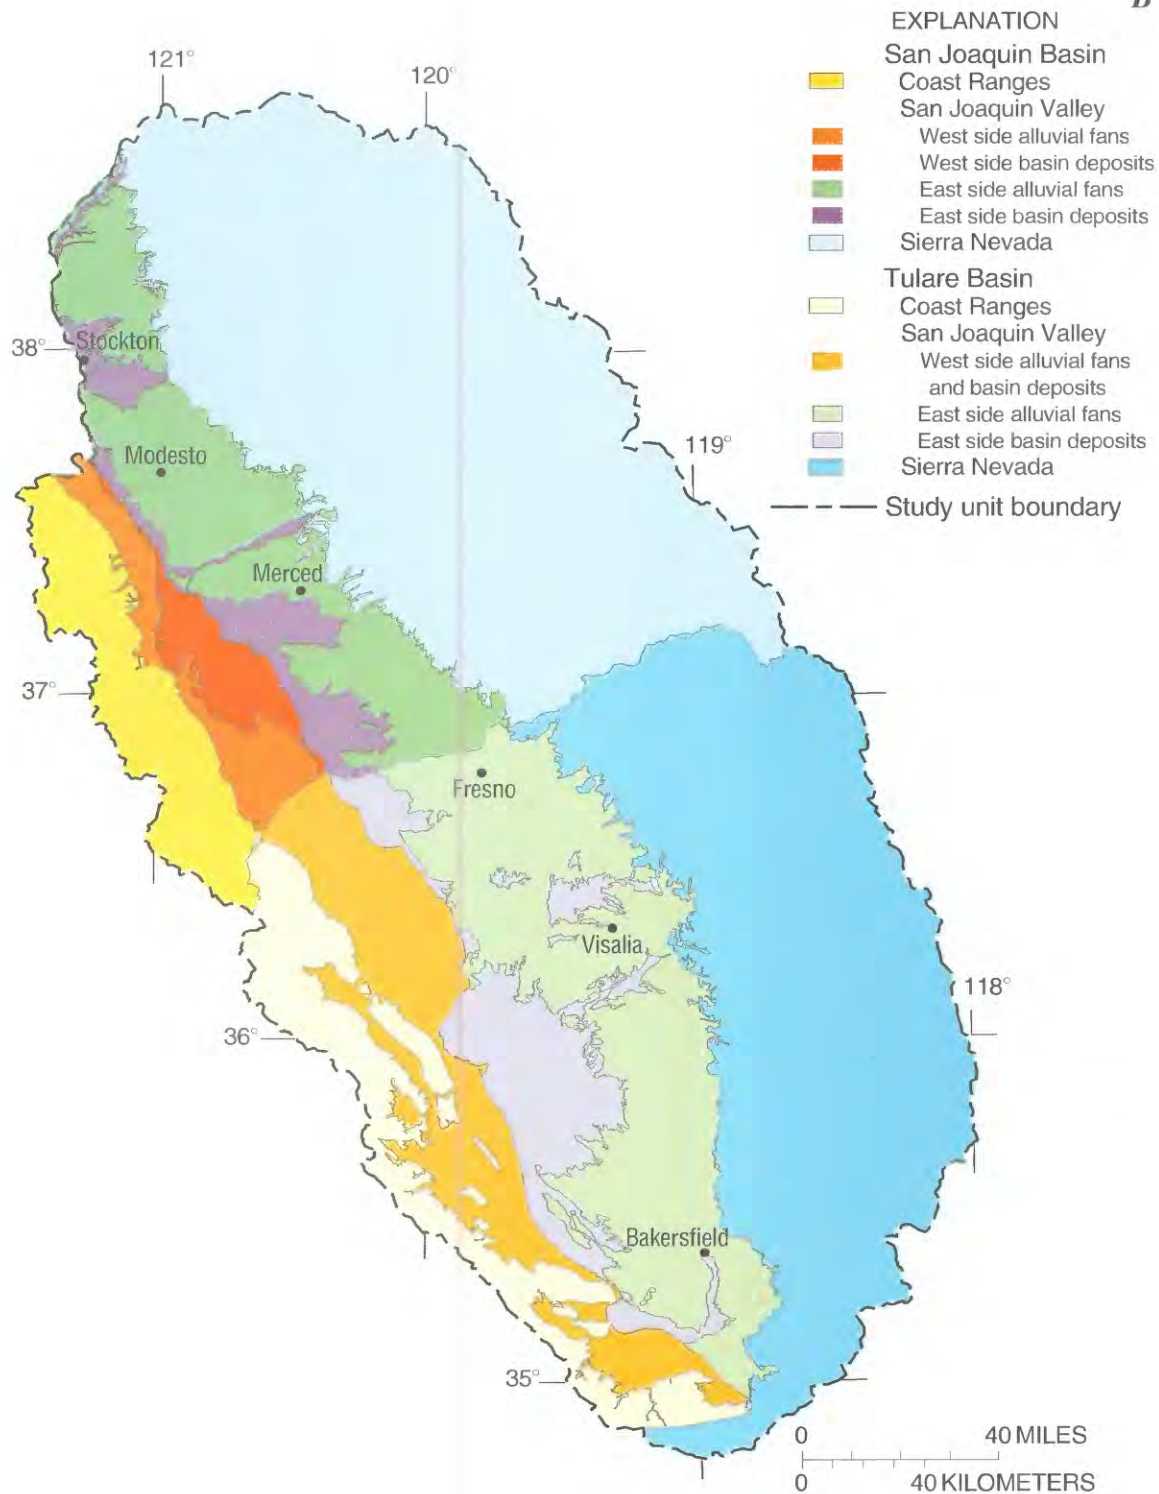 B
EXPLANATION
San Joaquin Basin
Coast Ranges
San Joaquin Valley
West side alluvial fans
West side basin deposits
East side alluvial fans
East side basin deposits
Sierra Nevada
Tulare Basin
Coast Ranges
San Joaquin Valley
West side alluvial fans
and basin deposits
East side alluvial fans
East side basin deposits
Sierra Nevada
Study unit boundary
121°
120°
38°
Stockton
119°
Modesto
Merced
37°
Fresno
Visalia
118°
36°
Bakersfield
35°
0 40 MILES
0 40 KILOMETERS